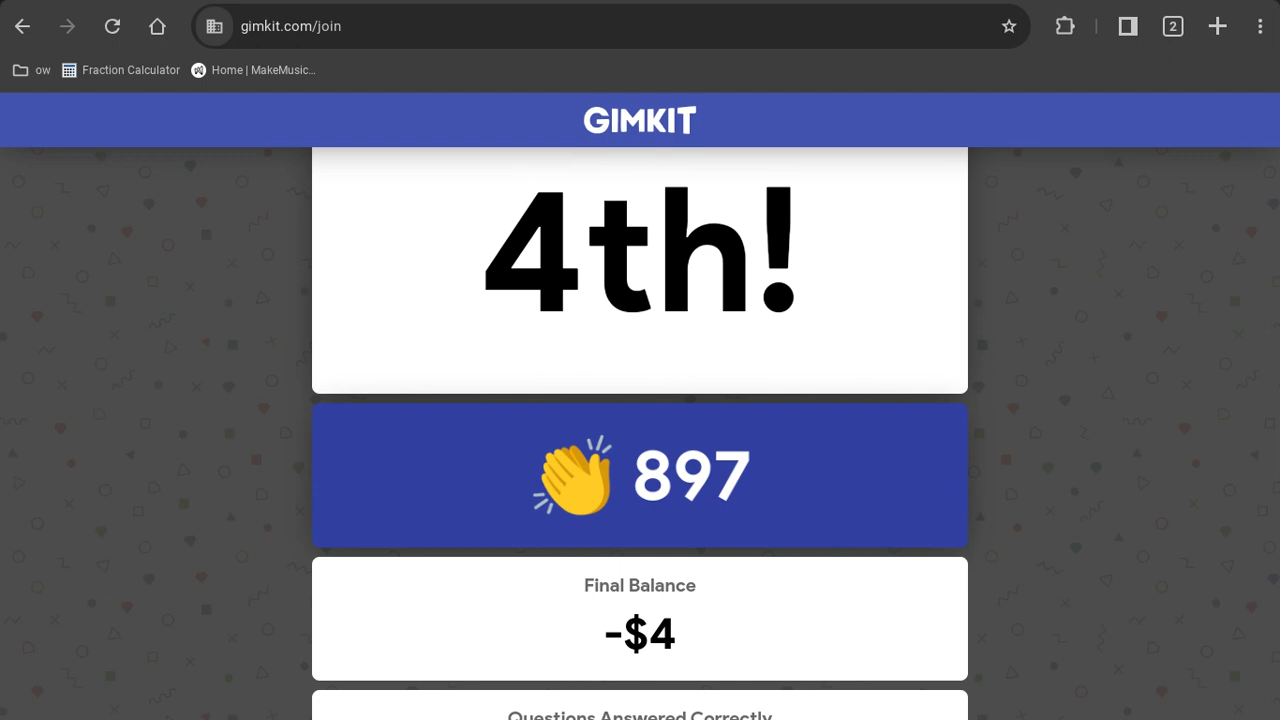 gimkit.com/join
2
ow
Fraction Calculator
Home | MakeMusic...
GIMKIT
4th!
897
Final Balance
-$4
Questions Answered Correctly